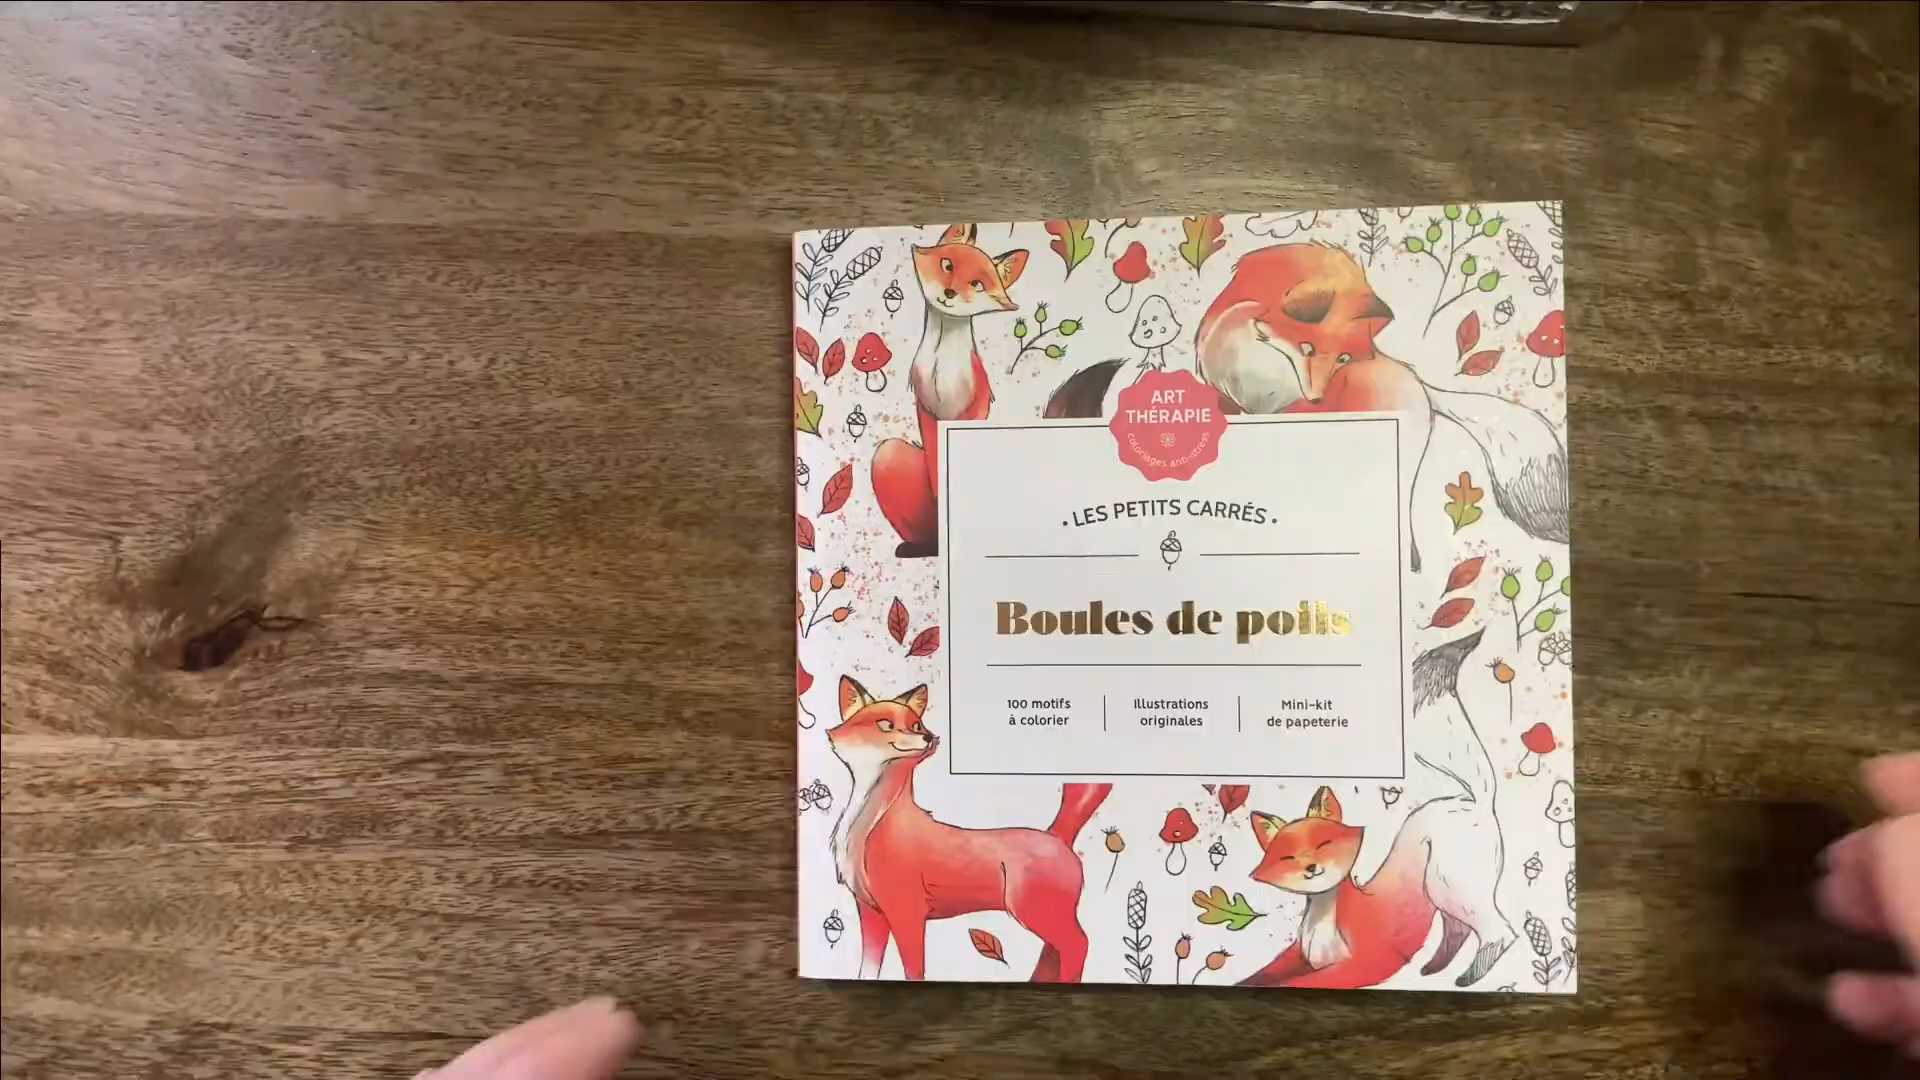 ART
THÉRAPIE
coloriages anti-stress
• LES PETITS CARRÉS •
Boules de poils
100 motifs
à colorier
Illustrations
originales
Mini-kit
de papeterie